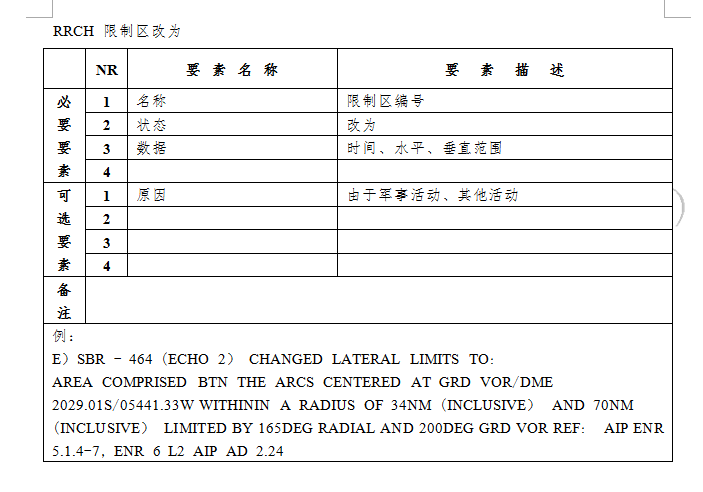 RRCH 限制区改为
NR 要素名称 要素描述
必要要素
1 名称 限制区编号
2 状态 改为
3 数据 时间、水平、垂直范围
4
可选要素
1 原因 由于军事活动、其他活动
2
3
4
备注
例：
E）SBR - 464（ECHO 2） CHANGED LATERAL LIMITS TO：
AREA COMPRISED BTN THE ARCS CENTERED AT GRD VOR/DME
2029.01S/05441.33W WITHININ A RADIUS OF 34NM（INCLUSIVE） AND 70NM
（INCLUSIVE） LIMITED BY 165DEG RADIAL AND 200DEG GRD VOR REF： AIP ENR
5.1.4-7, ENR 6 L2 AIP AD 2.24